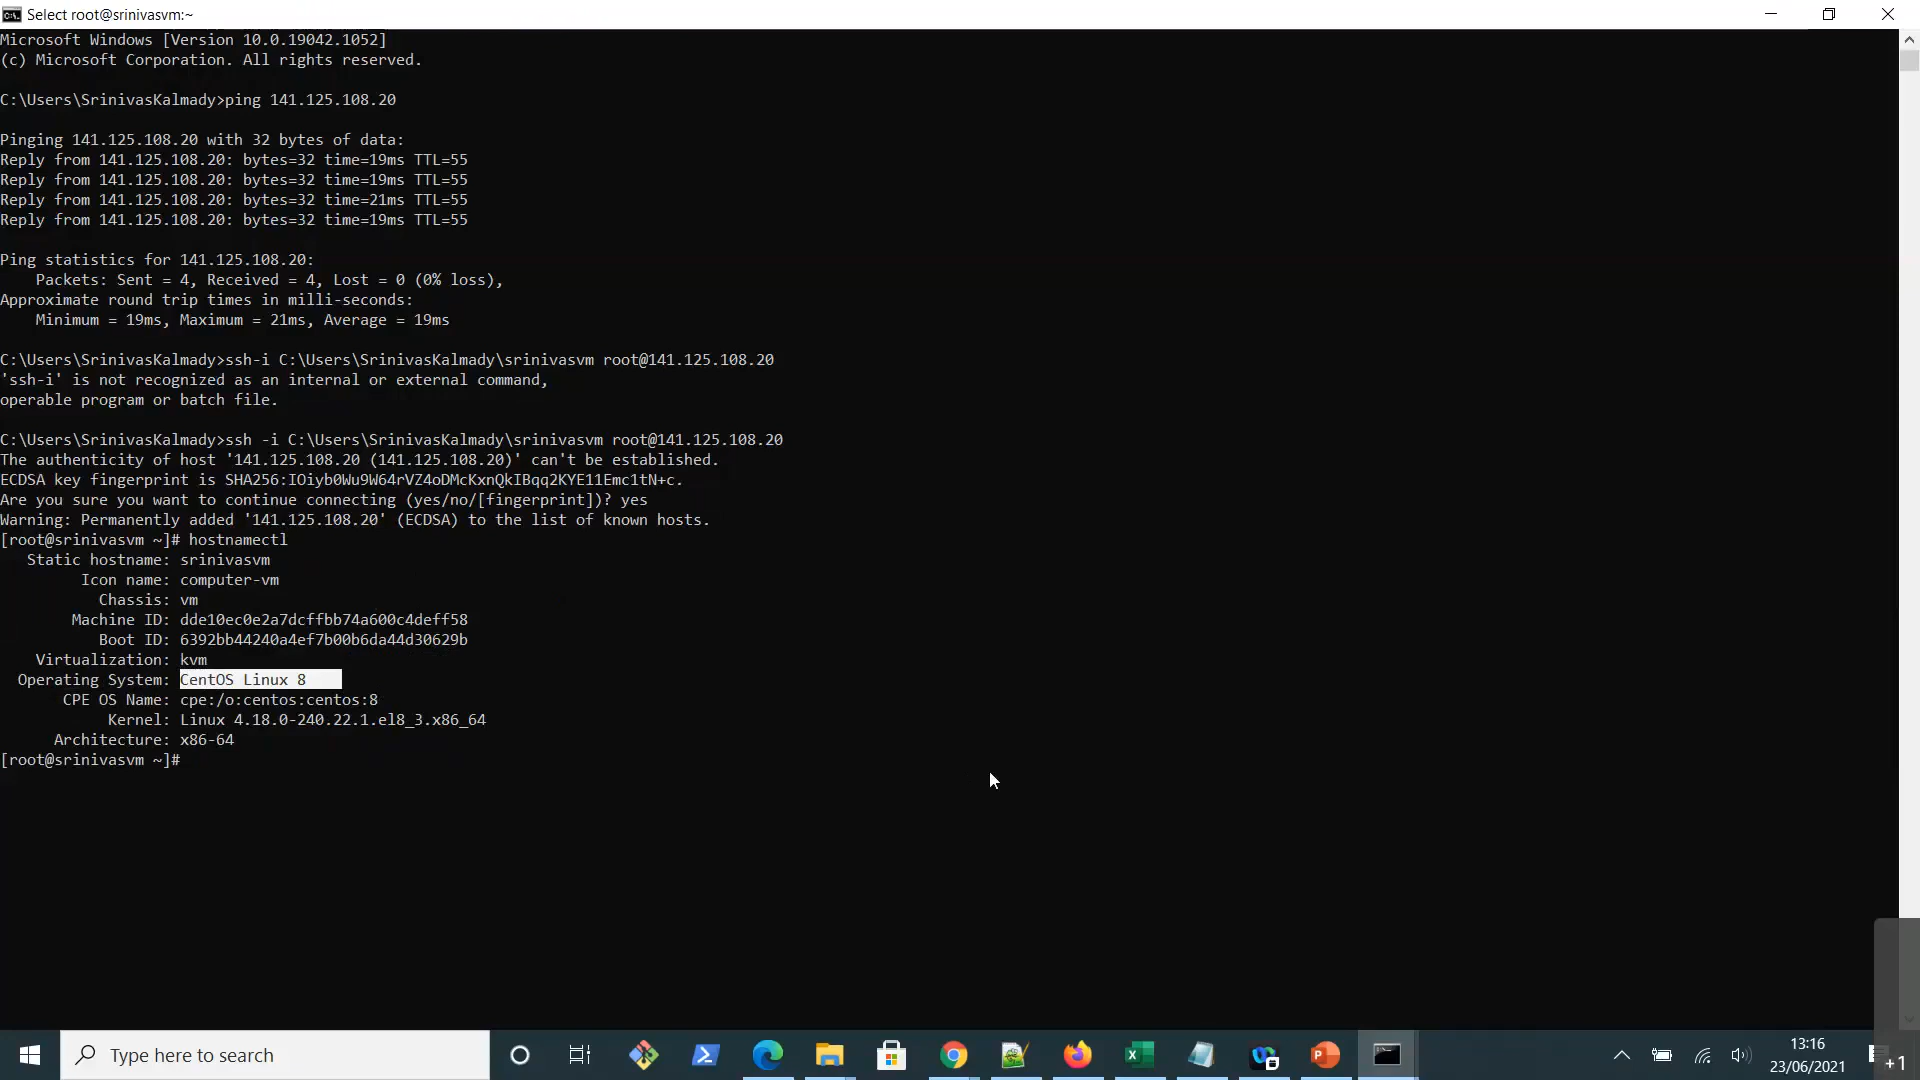 Select root@srinivasvm:~
Microsoft Windows [Version 10.0.19042.1052]
(c) Microsoft Corporation. All rights reserved.
C:\Users\SrinivasKalmady>ping 141.125.108.20
Pinging 141.125.108.20 with 32 bytes of data:
Reply from 141.125.108.20: bytes=32 time=19ms TTL=55
Reply from 141.125.108.20: bytes=32 time=19ms TTL=55
Reply from 141.125.108.20: bytes=32 time=21ms TTL=55
Reply from 141.125.108.20: bytes=32 time=19ms TTL=55
Ping statistics for 141.125.108.20:
    Packets: Sent = 4, Received = 4, Lost = 0 (0% loss),
Approximate round trip times in milli-seconds:
    Minimum = 19ms, Maximum = 21ms, Average = 19ms
C:\Users\SrinivasKalmady>ssh-i C:\Users\SrinivasKalmady\srinivasvm root@141.125.108.20
'ssh-i' is not recognized as an internal or external command,
operable program or batch file.
C:\Users\SrinivasKalmady>ssh -i C:\Users\SrinivasKalmady\srinivasvm root@141.125.108.20
The authenticity of host '141.125.108.20 (141.125.108.20)' can't be established.
ECDSA key fingerprint is SHA256:IOiyb0Wu9W64rVZ4oDMcKxnQkIBqq2KYE11Emc1tN+c.
Are you sure you want to continue connecting (yes/no/[fingerprint])? yes
Warning: Permanently added '141.125.108.20' (ECDSA) to the list of known hosts.
[root@srinivasvm ~]# hostnamectl
   Static hostname: srinivasvm
         Icon name: computer-vm
           Chassis: vm
        Machine ID: dde10ec0e2a7dcffbb74a600c4deff58
           Boot ID: 6392bb44240a4ef7b00b6da44d30629b
    Virtualization: kvm
  Operating System: CentOS Linux 8
       CPE OS Name: cpe:/o:centos:centos:8
            Kernel: Linux 4.18.0-240.22.1.el8_3.x86_64
      Architecture: x86-64
[root@srinivasvm ~]#
Type here to search
13:16
23/06/2021
+1